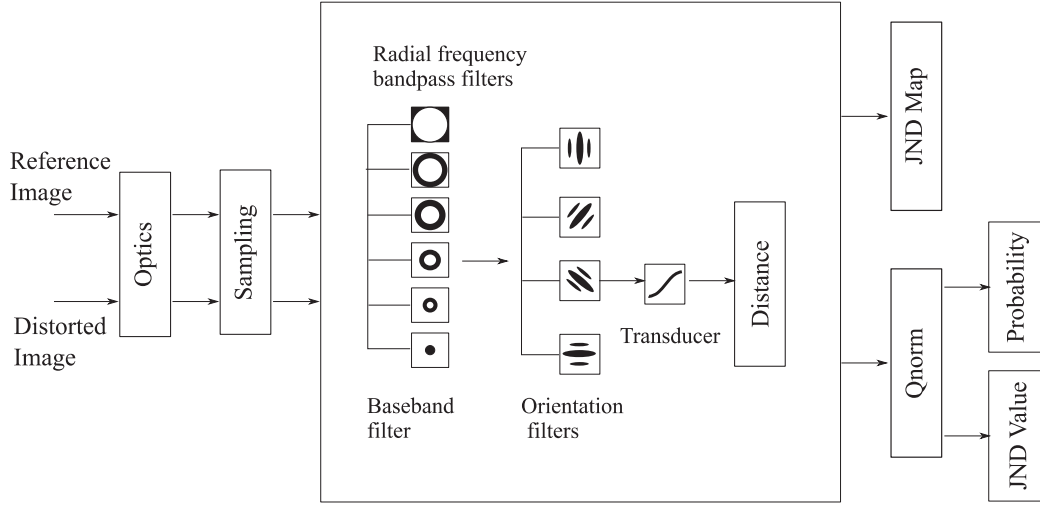 Radial frequency
bandpass filters
Reference
Image
Distorted
Image
Optics
Sampling
Baseband
filter
Orientation
filters
Transducer
Distance
JND Map
Qnorm
Probability
JND Value